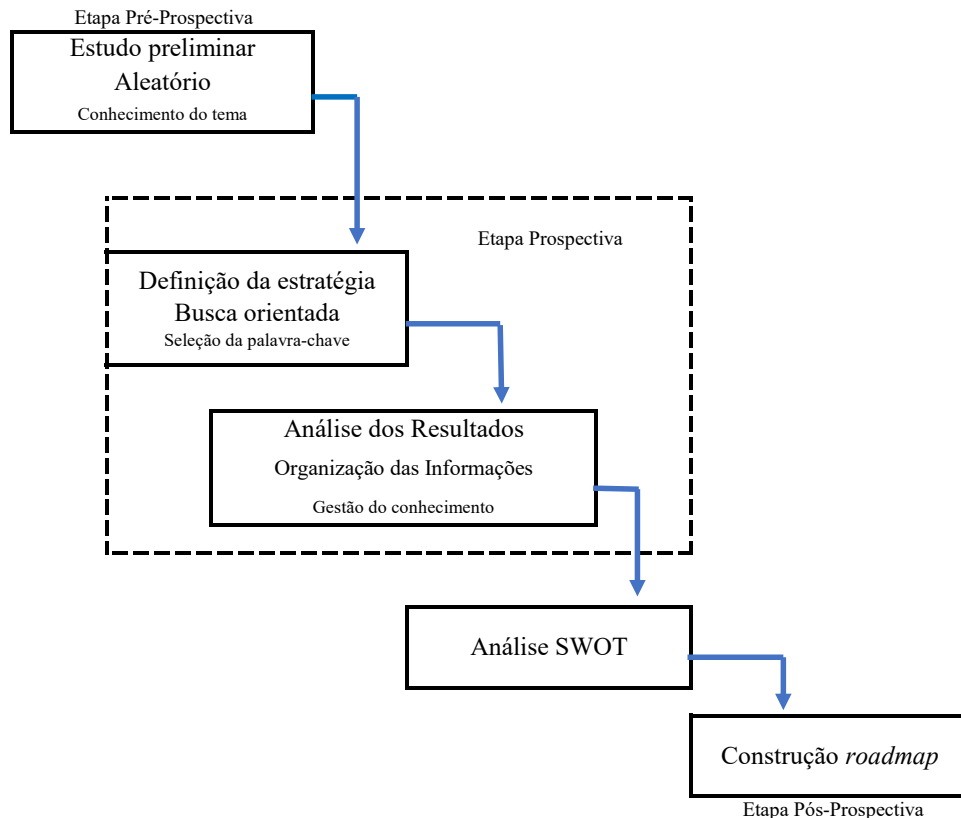 Etapa Pré-Prospectiva
Estudo preliminar
Aleatório
Conhecimento do tema
Etapa Prospectiva
Definição da estratégia
Busca orientada
Seleção da palavra-chave
Análise dos Resultados
Organização das Informações
Gestão do conhecimento
Análise SWOT
Construção roadmap
Etapa Pós-Prospectiva